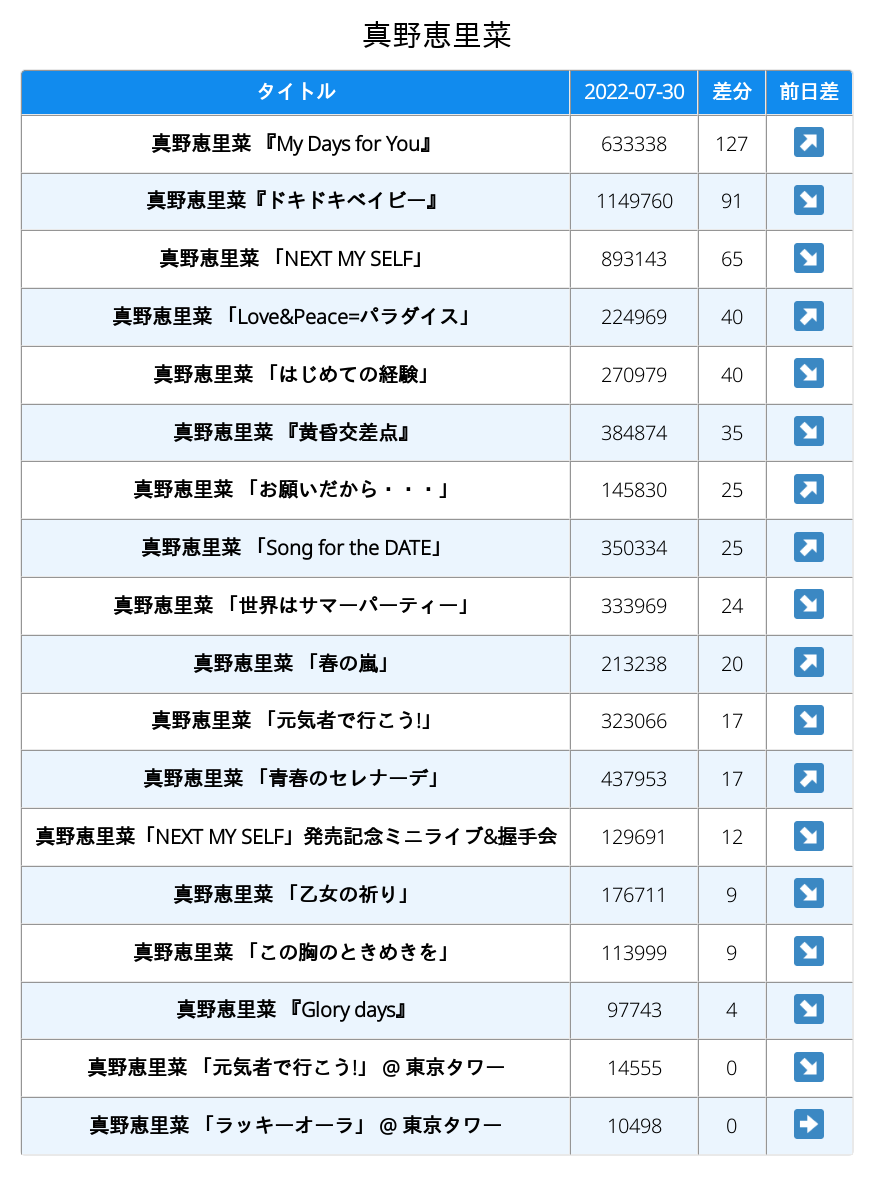 真野恵里菜
タイトル 2022-07-30 差分 前日差
真野恵里菜 『My Days for You』 633338 127 ↗
真野恵里菜『ドキドキベイビー』 1149760 91 ↘
真野恵里菜 「NEXT MY SELF」 893143 65 ↘
真野恵里菜 「Love&Peace=パラダイス」 224969 40 ↗
真野恵里菜 「はじめての経験」 270979 40 ↘
真野恵里菜 『黄昏交差点』 384874 35 ↘
真野恵里菜 「お願いだから・・・」 145830 25 ↗
真野恵里菜 「Song for the DATE」 350334 25 ↗
真野恵里菜 「世界はサマーパーティー」 333969 24 ↘
真野恵里菜 「春の嵐」 213238 20 ↗
真野恵里菜 「元気者で行こう!」 323066 17 ↘
真野恵里菜 「青春のセレナーデ」 437953 17 ↗
真野恵里菜「NEXT MY SELF」発売記念ミニライブ&握手会 129691 12 ↘
真野恵里菜 「乙女の祈り」 176711 9 ↘
真野恵里菜 「この胸のときめきを」 113999 9 ↘
真野恵里菜 『Glory days』 97743 4 ↘
真野恵里菜 「元気者で行こう!」 @ 東京タワー 14555 0 ↘
真野恵里菜 「ラッキーオーラ」 @ 東京タワー 10498 0 ➡